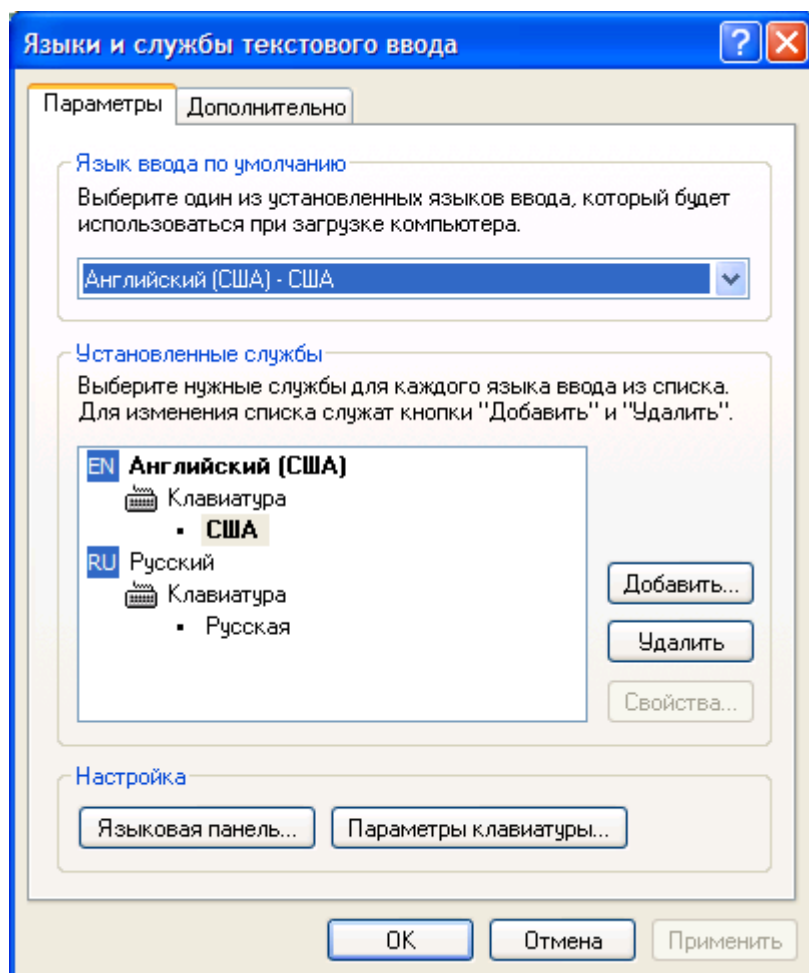 Языки и службы текстового ввода
?
Параметры
Дополнительно
Язык ввода по умолчанию
Выберите один из установленных языков ввода, который будет
использоваться при загрузке компьютера.
Английский (США) - США
Установленные службы
Выберите нужные службы для каждого языка ввода из списка.
Для изменения списка служат кнопки "Добавить" и "Удалить".
EN Английский (США)
Клавиатура
▪ США
RU Русский
Клавиатура
▪ Русская
Добавить...
Удалить
Свойства...
Настройка
Языковая панель...
Параметры клавиатуры...
OK
Отмена
Применить